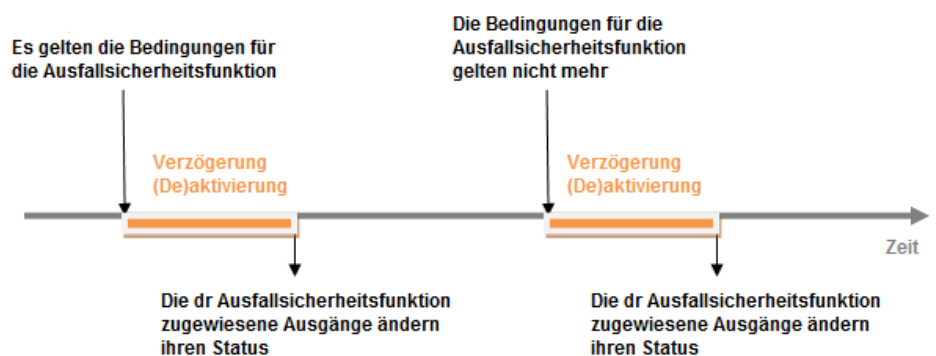 Es gelten die Bedingungen für
die Ausfallsicherheitsfunktion
Die Bedingungen für die
Ausfallsicherheitsfunktion
gelten nicht mehr
Verzögerung
(De)aktivierung
Verzögerung
(De)aktivierung
Zeit
Die dr Ausfallsicherheitsfunktion
zugewiesene Ausgänge ändern
ihren Status
Die dr Ausfallsicherheitsfunktion
zugewiesene Ausgänge ändern
ihren Status